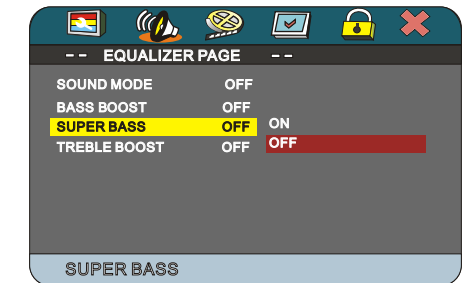 -- EQUALIZER PAGE --
SOUND MODE OFF
BASS BOOST OFF
SUPER BASS OFF ON
TREBLE BOOST OFF OFF
SUPER BASS